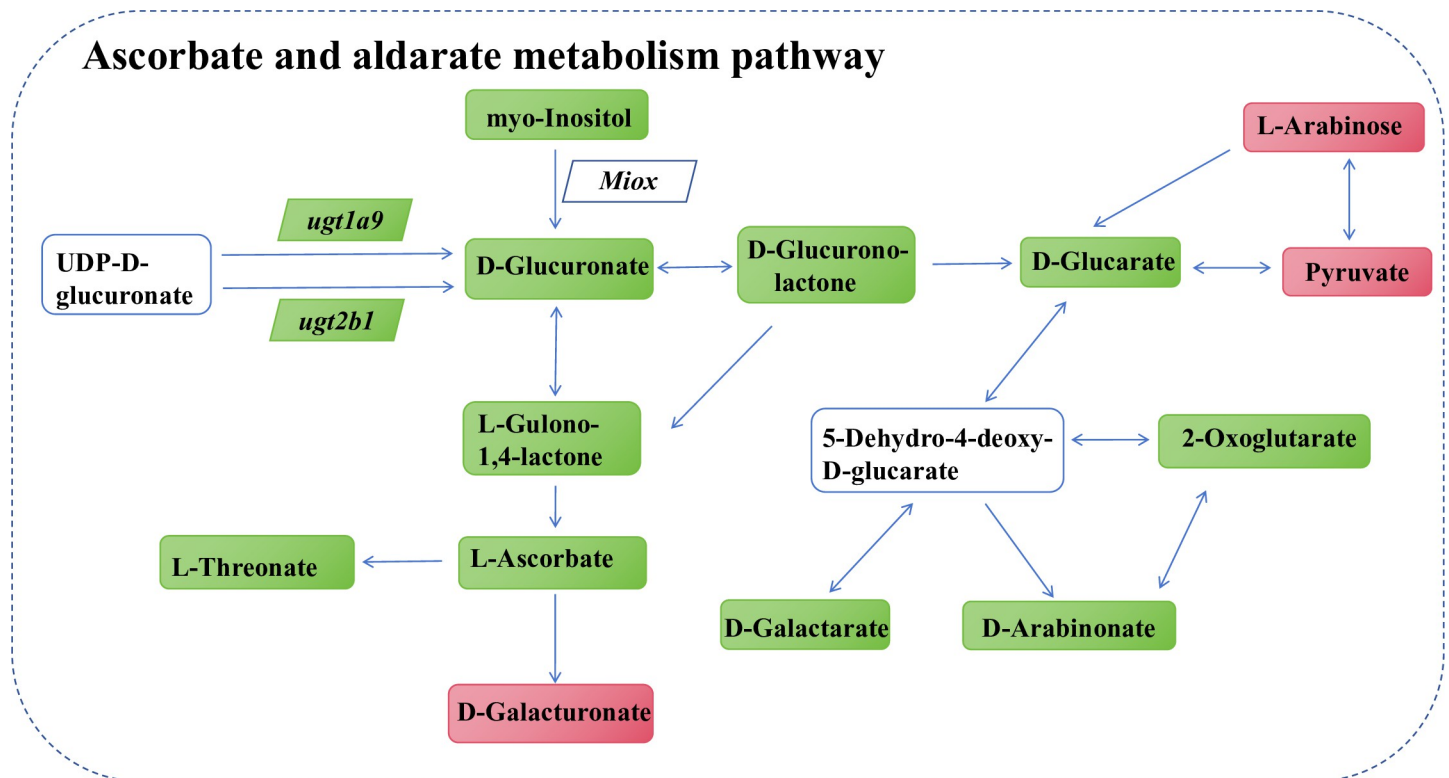 Ascorbate and aldarate metabolism pathway
myo-Inositol
L-Arabinose
Miox
ugt1a9
UDP-D-
glucuronate
D-Glucuronate
D-Glucurono-
lactone
D-Glucarate
Pyruvate
ugt2b1
L-Gulono-
1,4-lactone
5-Dehydro-4-deoxy-
D-glucarate
2-Oxoglutarate
L-Threonate
L-Ascorbate
D-Galactarate
D-Arabinonate
D-Galacturonate